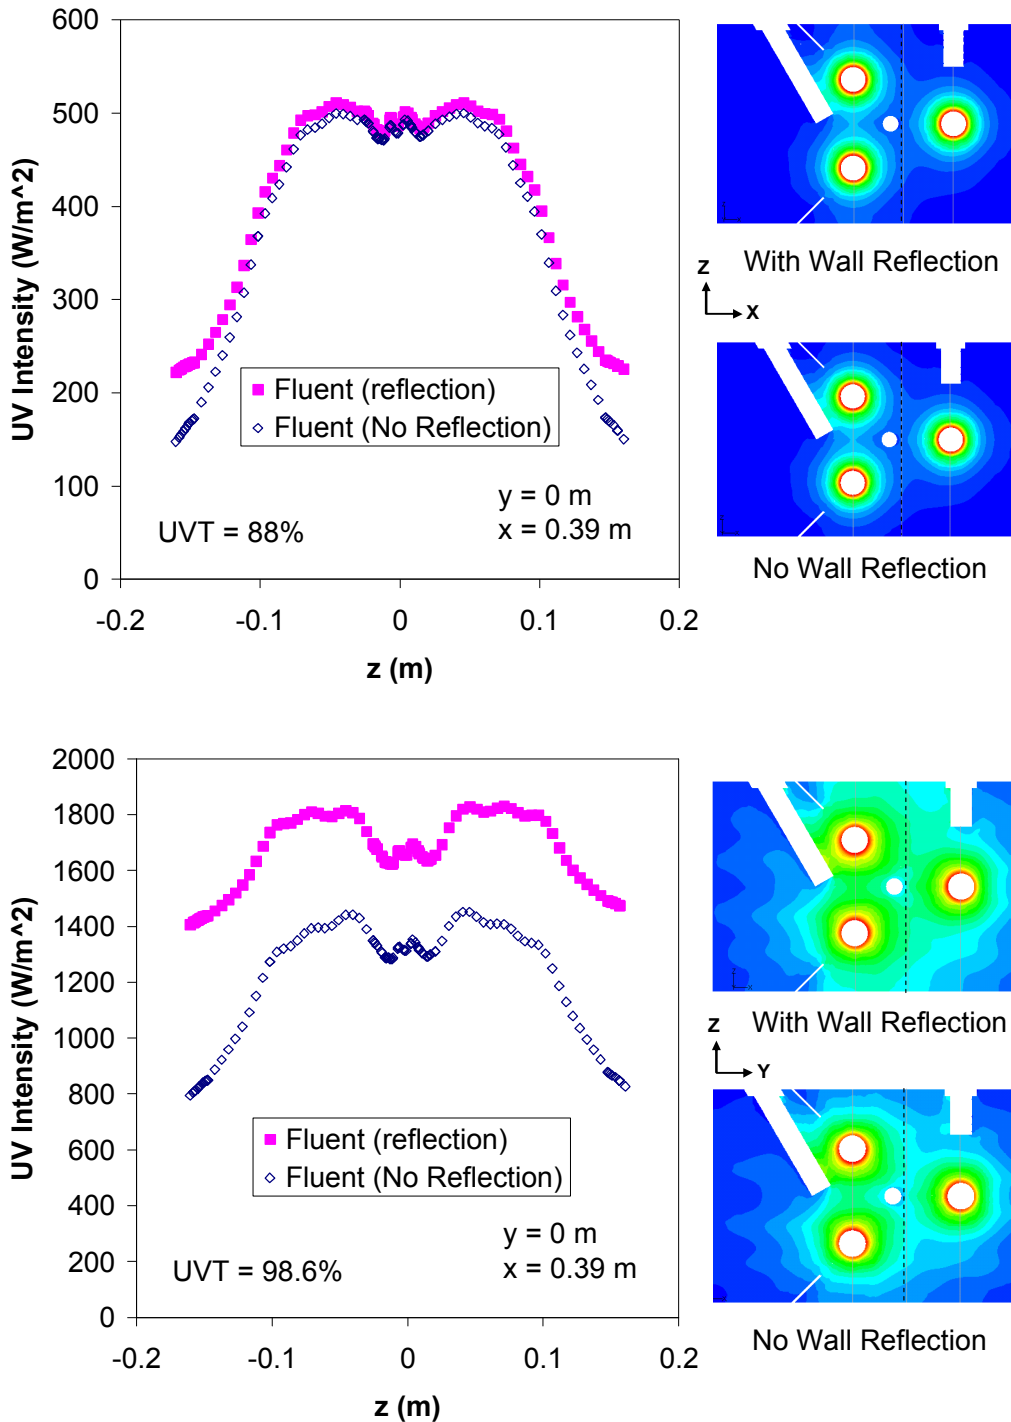 600
500
400
300
200
100
0
UV Intensity (W/m^2)
Fluent (reflection)
Fluent (No Reflection)
UVT = 88%
y = 0 m
x = 0.39 m
-0.2
-0.1
0
0.1
0.2
z (m)
With Wall Reflection
Z
X
No Wall Reflection
2000
1800
1600
1400
1200
1000
800
600
400
200
0
UV Intensity (W/m^2)
Fluent (reflection)
Fluent (No Reflection)
UVT = 98.6%
y = 0 m
x = 0.39 m
-0.2
-0.1
0
0.1
0.2
z (m)
With Wall Reflection
Z
Y
No Wall Reflection